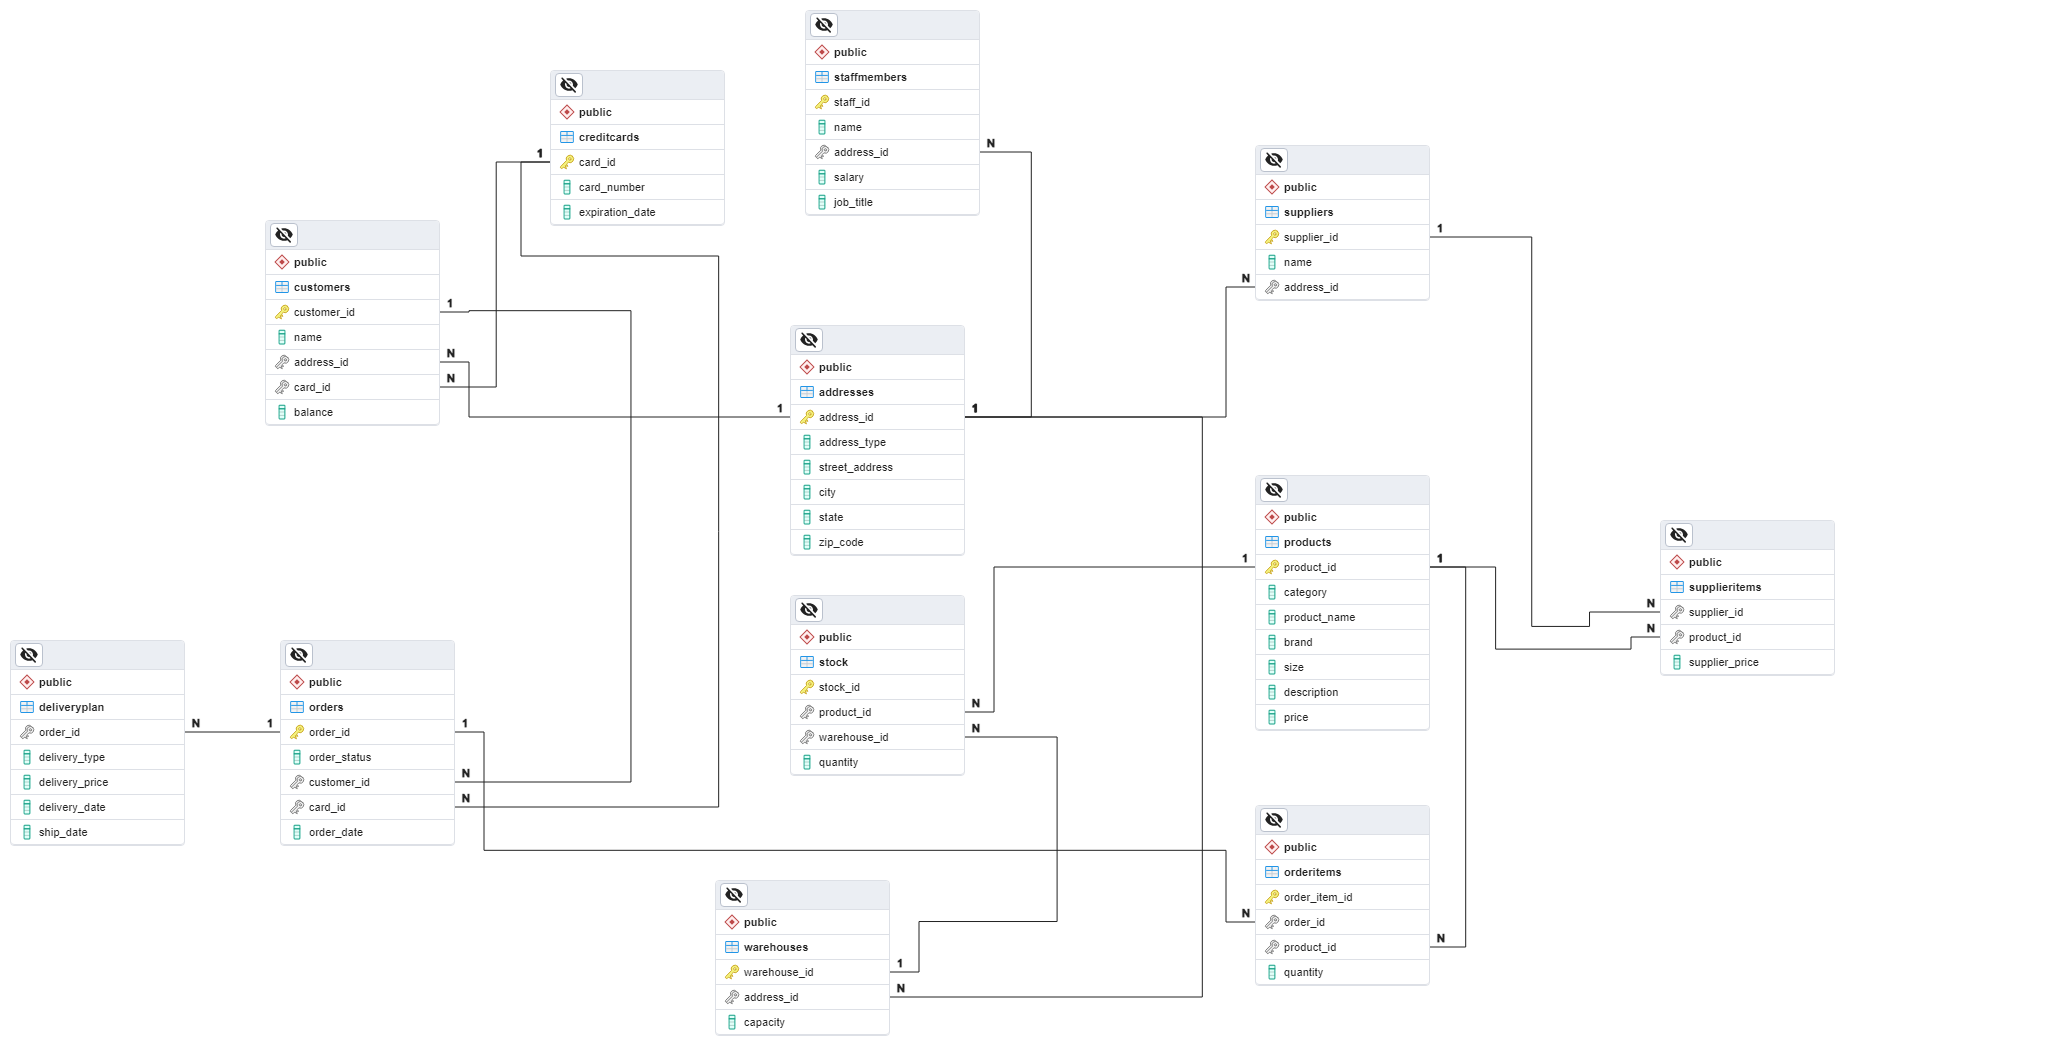 public
staffmembers
staff_id
name
address_id
salary
job_title
N
public
creditcards
card_id
card_number
expiration_date
1
public
suppliers
supplier_id
name
address_id
1
N
public
customers
customer_id
name
address_id
card_id
balance
1
N
N
public
addresses
address_id
address_type
street_address
city
state
zip_code
1
1
public
products
product_id
category
product_name
brand
size
description
price
1
1
public
supplieritems
supplier_id
product_id
supplier_price
N
N
public
stock
stock_id
product_id
warehouse_id
quantity
N
N
public
deliveryplan
order_id
delivery_type
delivery_price
delivery_date
ship_date
N
public
orders
order_id
order_status
customer_id
card_id
order_date
1
1
N
N
public
orderitems
order_item_id
order_id
product_id
quantity
N
N
public
warehouses
warehouse_id
address_id
capacity
1
N